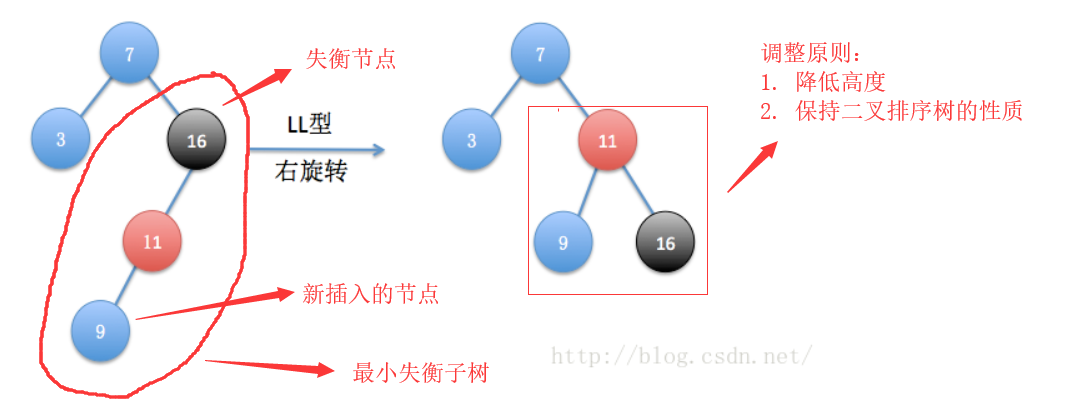 7
3
16
11
9
失衡节点
LL型
右旋转
新插入的节点
最小失衡子树
7
3
11
9
16
调整原则:
1. 降低高度
2. 保持二叉排序树的性质
http://blog.csdn.net/